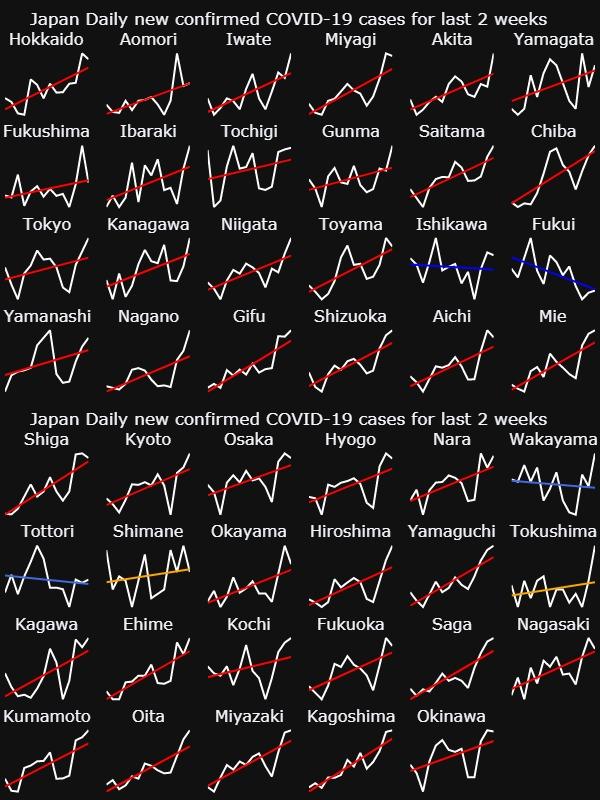 Japan Daily new confirmed COVID-19 cases for last 2 weeks
Hokkaido Aomori Iwate Miyagi Akita Yamagata
Fukushima Ibaraki Tochigi Gunma Saitama Chiba
Tokyo Kanagawa Niigata Toyama Ishikawa Fukui
Yamanashi Nagano Gifu Shizuoka Aichi Mie
Japan Daily new confirmed COVID-19 cases for last 2 weeks
Shiga Kyoto Osaka Hyogo Nara Wakayama
Tottori Shimane Okayama Hiroshima Yamaguchi Tokushima
Kagawa Ehime Kochi Fukuoka Saga Nagasaki
Kumamoto Oita Miyazaki Kagoshima Okinawa